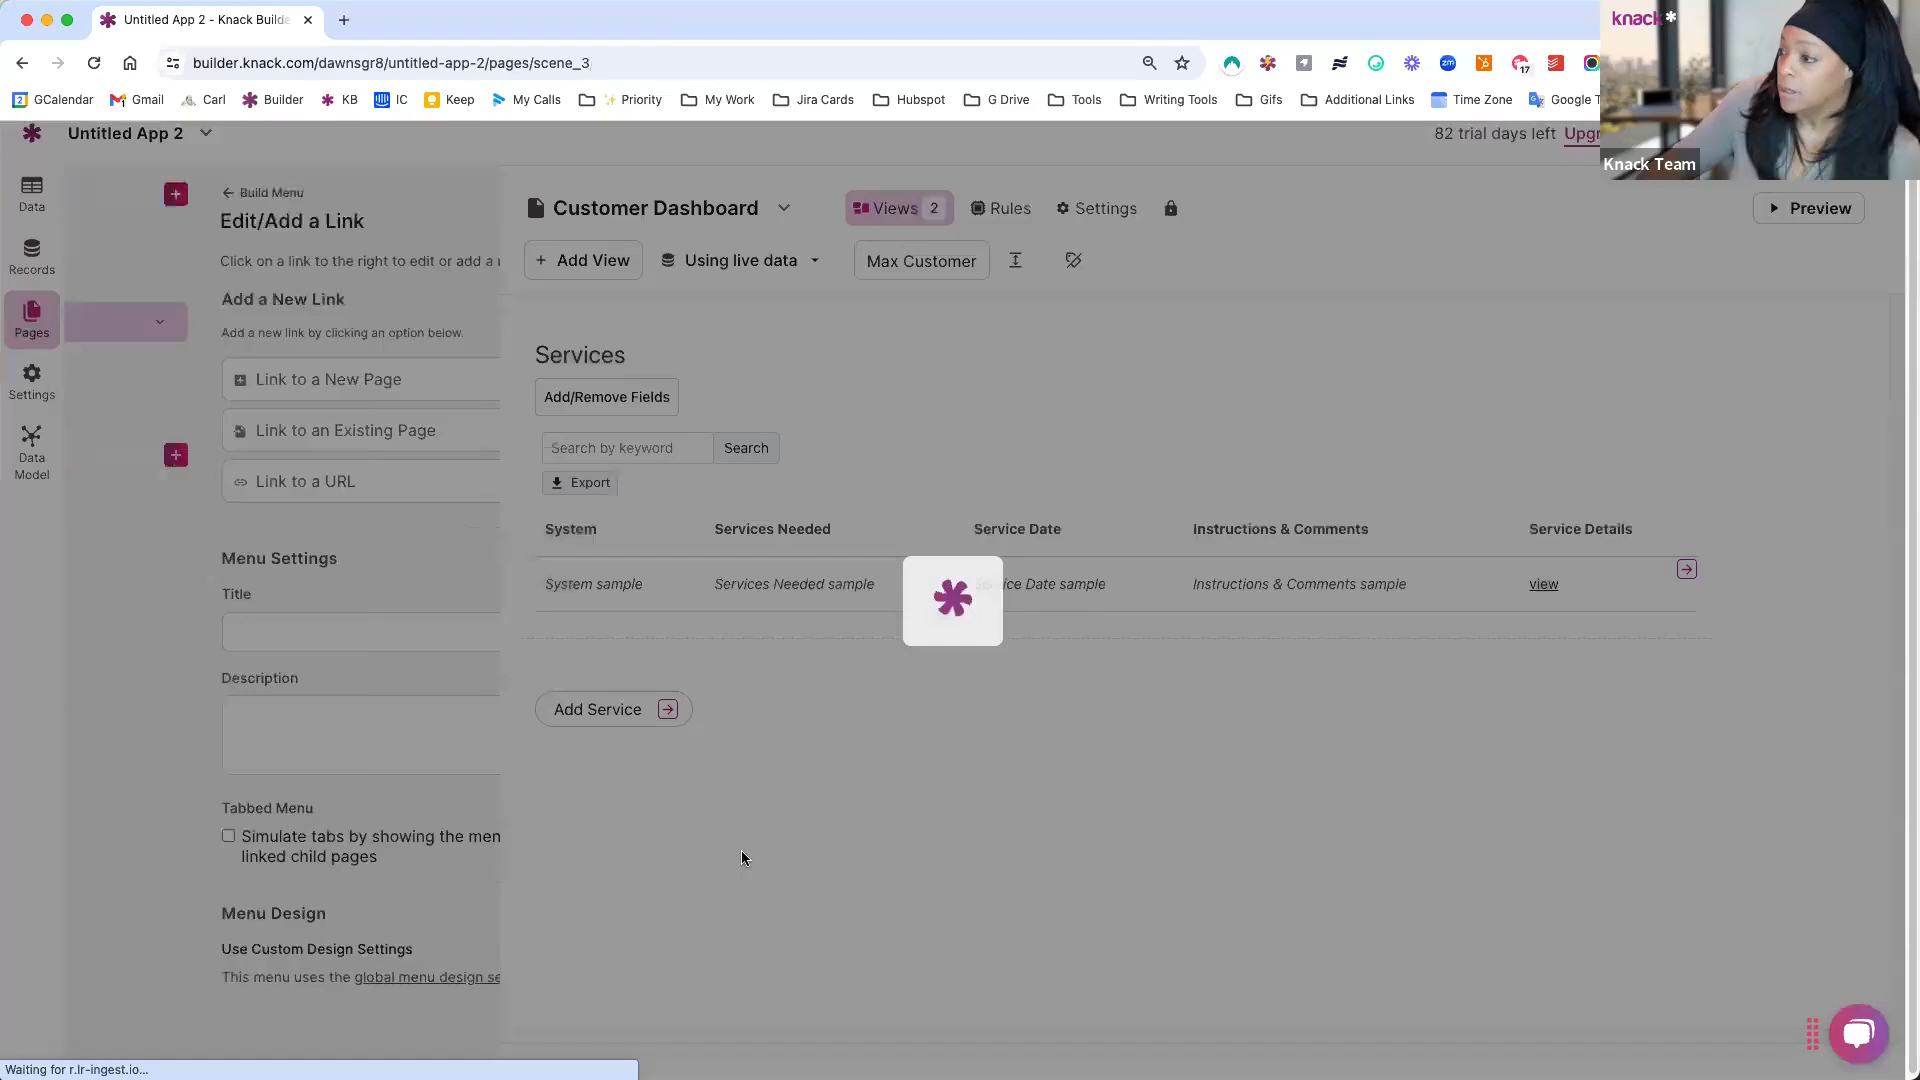 Untitled App 2 - Knack Builde
builder.knack.com/dawnsgr8/untitled-app-2/pages/scene_3
17
GCalendar
Gmail
Carl
Builder
KB
IC
Keep
My Calls
Priority
My Work
Jira Cards
Hubspot
G Drive
Tools
Writing Tools
Gifs
Additional Links
Time Zone
Google T
knack*
Knack Team
Untitled App 2
82 trial days left
Upgr
Data
Records
Pages
Settings
Data
Model
Build Menu
Edit/Add a Link
Click on a link to the right to edit or add a
Add a New Link
Add a new link by clicking an option below.
Link to a New Page
Link to an Existing Page
Link to a URL
Menu Settings
Title
Description
Tabbed Menu
Simulate tabs by showing the men
linked child pages
Menu Design
Use Custom Design Settings
This menu uses the global menu design se
Customer Dashboard
Views 2
Rules
Settings
Preview
+ Add View
Using live data
Max Customer
Services
Add/Remove Fields
Search by keyword
Search
Export
System
Services Needed
Service Date
Instructions & Comments
Service Details
System sample
Services Needed sample
ice Date sample
Instructions & Comments sample
view
Add Service
Waiting for r.lr-ingest.io...